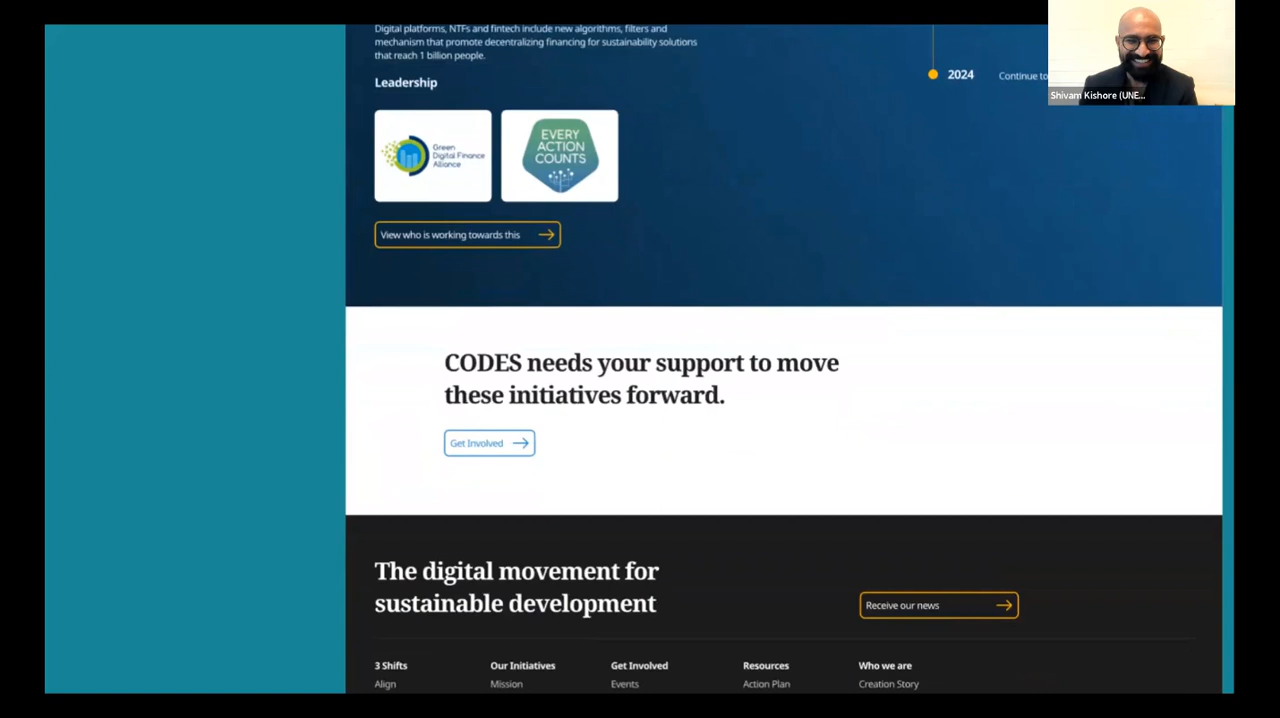 Digital platforms, NTFs and fintech include new algorithms, filters and
mechanism that promote decentralizing financing for sustainability solutions
that reach 1 billion people.
Leadership
Green
Digital Finance
Alliance
EVERY
ACTION
COUNTS
View who is working towards this
2024
Continue to
Shivam Kishore (UNE...
CODES needs your support to move
these initiatives forward.
Get Involved
The digital movement for
sustainable development
Receive our news
3 Shifts
Our Initiatives
Get Involved
Resources
Who we are
Align
Mission
Events
Action Plan
Creation Story